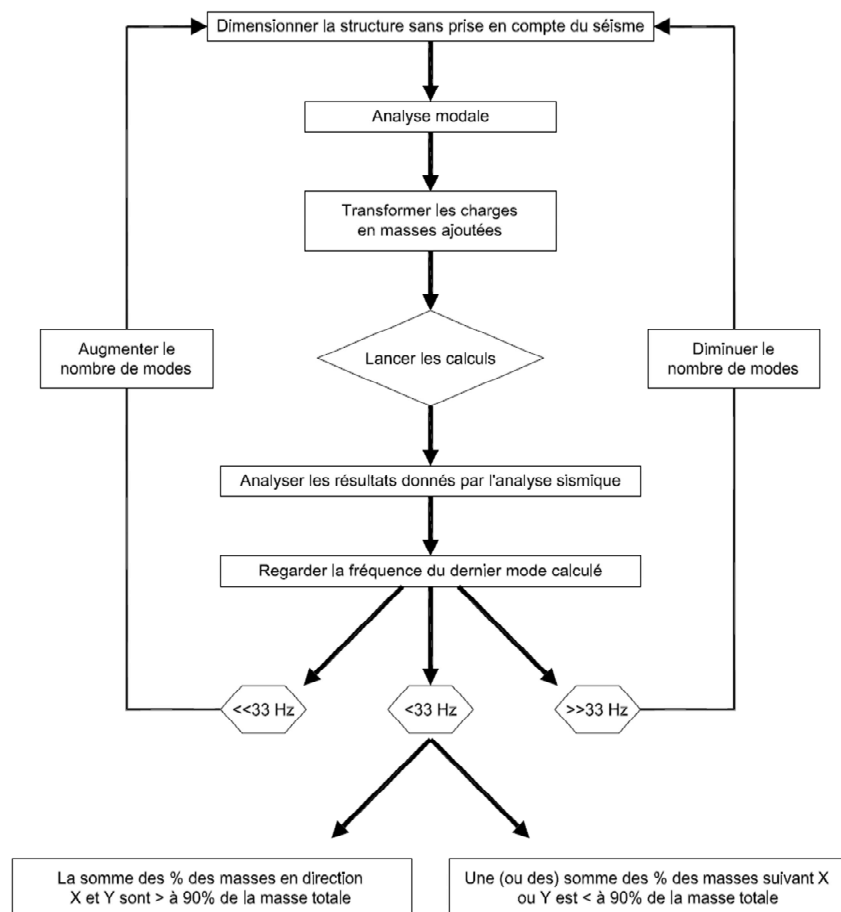 Dimensionner la structure sans prise en compte du séisme
Analyse modale
Transformer les charges
en masses ajoutées
Augmenter le
nombre de modes
Lancer les calculs
Diminuer le
nombre de modes
Analyser les résultats donnés par l'analyse sismique
Regarder la fréquence du dernier mode calculé
<<33 Hz
<33 Hz
>>33 Hz
La somme des % des masses en direction
X et Y sont > à 90% de la masse totale
Une (ou des) somme des % des masses suivant X
ou Y est < à 90% de la masse totale